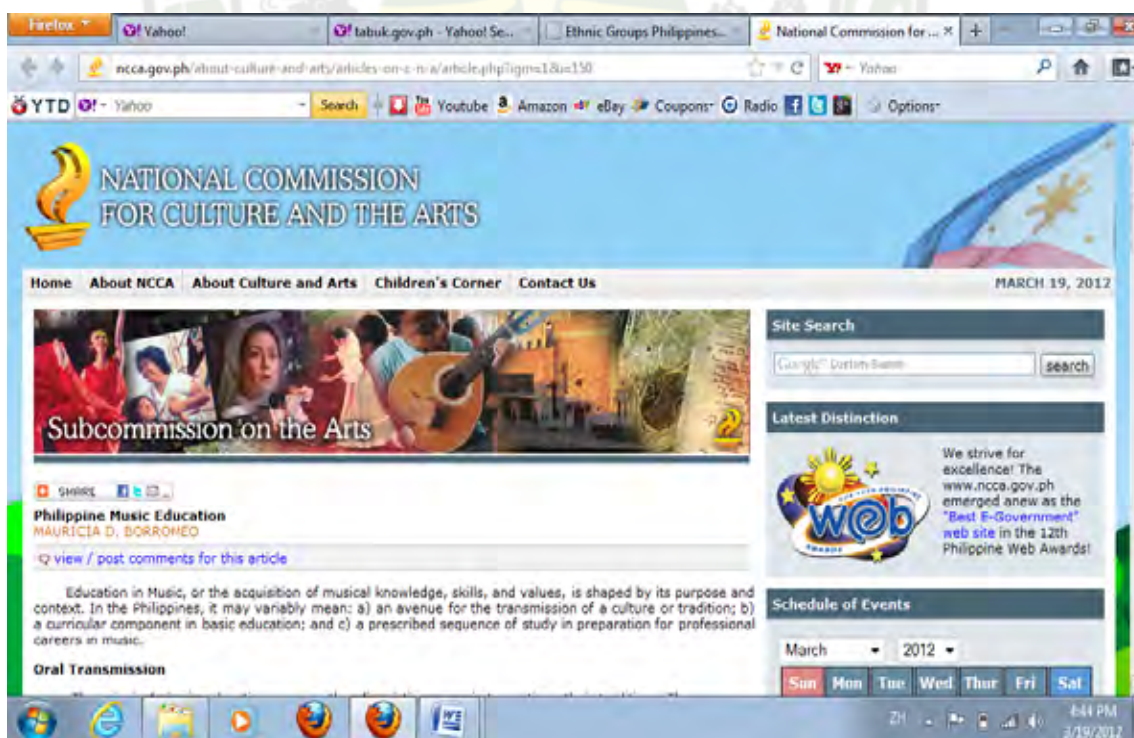 Firefox
Yahoo!
tabuk.gov.ph - Yahoo! Se...
Ethnic Groups Philippines...
National Commission for ... ×
+
ncca.gov.ph/about-culture-and-arts/articles-on-c-n-a/article.php?igm=1&i=150
Yahoo
YTD
Yahoo
Search
Youtube
Amazon
eBay
Coupons
Radio
Options
NATIONAL COMMISSION
FOR CULTURE AND THE ARTS
Home About NCCA About Culture and Arts Children's Corner Contact Us
MARCH 19, 2012
Subcommission on the Arts
SHARE
Philippine Music Education
MAURICIA D. BORROMEO
view / post comments for this article
Education in Music, or the acquisition of musical knowledge, skills, and values, is shaped by its purpose and
context. In the Philippines, it may variably mean: a) an avenue for the transmission of a culture or tradition; b)
a curricular component in basic education; and c) a prescribed sequence of study in preparation for professional
careers in music.
Oral Transmission
Site Search
Google Custom Search
search
Latest Distinction
web
AWARDS
We strive for
excellence! The
www.ncca.gov.ph
emerged anew as the
"Best E-Government"
web site in the 12th
Philippine Web Awards!
Schedule of Events
March 2012
Sun Mon Tue Wed Thur Fri Sat
ZH
4:44 PM
3/19/2012